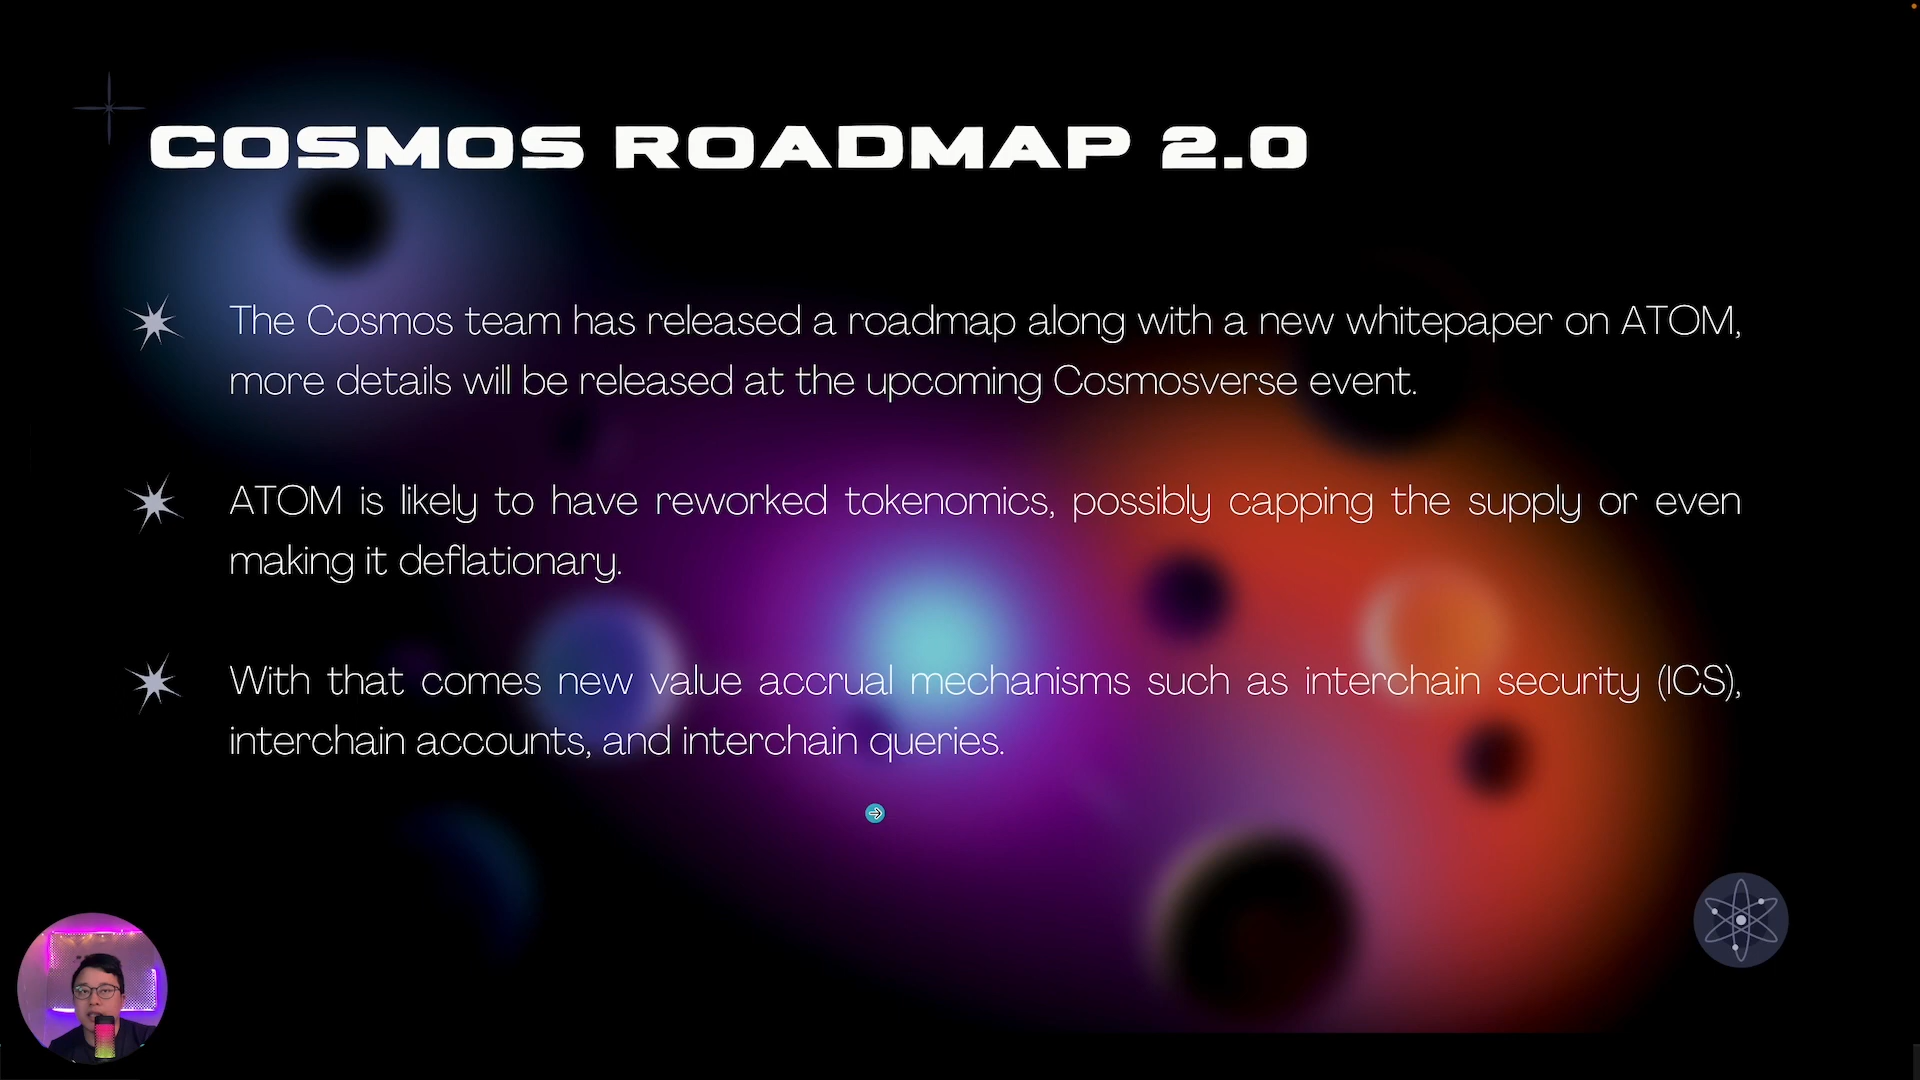 COSMOS ROADMAP 2.0
The Cosmos team has released a roadmap along with a new whitepaper on ATOM,
more details will be released at the upcoming Cosmosverse event.
ATOM is likely to have reworked tokenomics, possibly capping the supply or even
making it deflationary.
With that comes new value accrual mechanisms such as interchain security (ICS),
interchain accounts, and interchain queries.